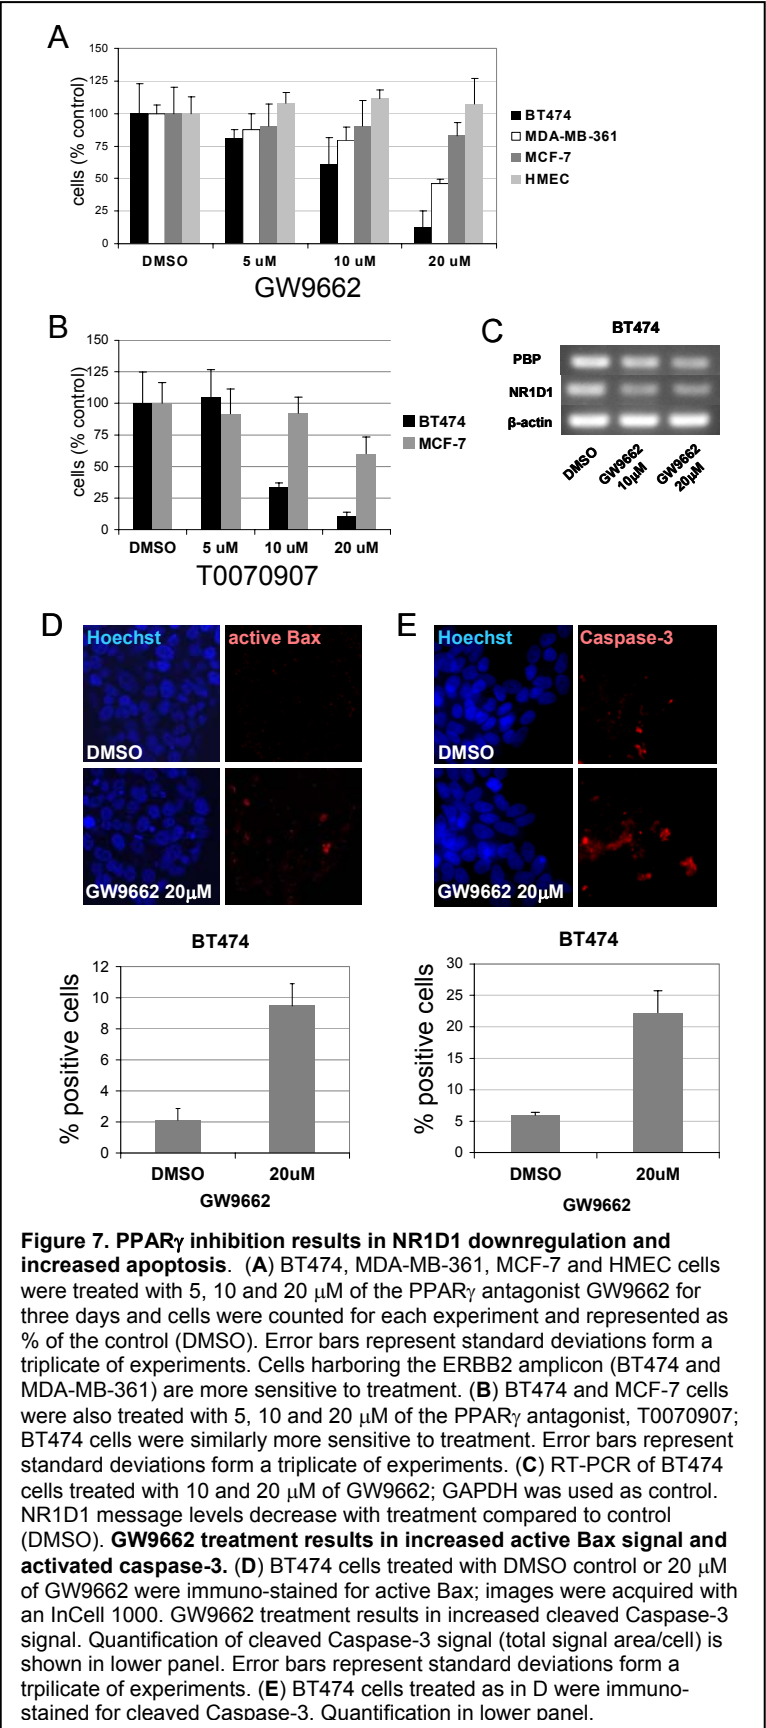 A
150
125
100
75
50
25
0
cells (% control)
DMSO 5 uM 10 uM 20 uM
GW9662
BT474
MDA-MB-361
MCF-7
HMEC
B
150
125
100
75
50
25
0
cells (% control)
DMSO 5 uM 10 uM 20 uM
T0070907
BT474
MCF-7
C
BT474
PBP
NR1D1
β-actin
DMSO
GW9662
10μM
GW9662
20μM
D
Hoechst active Bax
DMSO
GW9662 20μM
BT474
12
10
8
6
4
2
0
% positive cells
DMSO 20uM
GW9662
E
Hoechst Caspase-3
DMSO
GW9662 20μM
BT474
30
25
20
15
10
5
0
% positive cells
DMSO 20uM
GW9662
Figure 7. PPARγ inhibition results in NR1D1 downregulation and
increased apoptosis. (A) BT474, MDA-MB-361, MCF-7 and HMEC cells
were treated with 5, 10 and 20 μM of the PPARγ antagonist GW9662 for
three days and cells were counted for each experiment and represented as
% of the control (DMSO). Error bars represent standard deviations form a
triplicate of experiments. Cells harboring the ERBB2 amplicon (BT474 and
MDA-MB-361) are more sensitive to treatment. (B) BT474 and MCF-7 cells
were also treated with 5, 10 and 20 μM of the PPARγ antagonist, T0070907;
BT474 cells were similarly more sensitive to treatment. Error bars represent
standard deviations form a triplicate of experiments. (C) RT-PCR of BT474
cells treated with 10 and 20 μM of GW9662; GAPDH was used as control.
NR1D1 message levels decrease with treatment compared to control
(DMSO). GW9662 treatment results in increased active Bax signal and
activated caspase-3. (D) BT474 cells treated with DMSO control or 20 μM
of GW9662 were immuno-stained for active Bax; images were acquired with
an InCell 1000. GW9662 treatment results in increased cleaved Caspase-3
signal. Quantification of cleaved Caspase-3 signal (total signal area/cell) is
shown in lower panel. Error bars represent standard deviations form a
trpilicate of experiments. (E) BT474 cells treated as in D were immuno-
stained for cleaved Caspase-3. Quantification in lower panel.